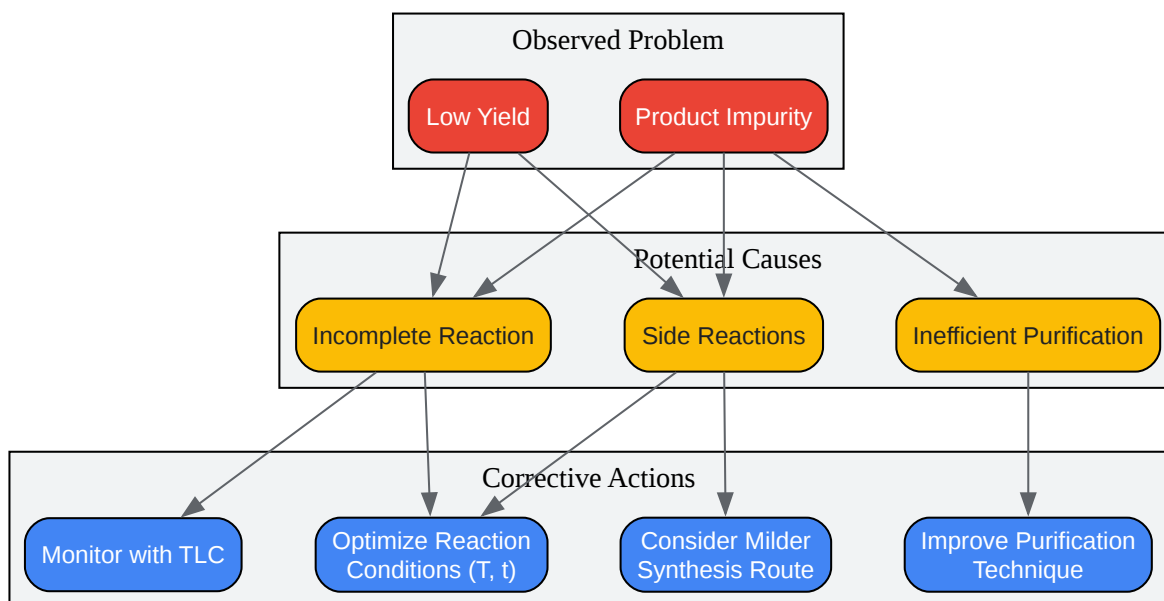 Observed Problem
Low Yield
Product Impurity
Potential Causes
Incomplete Reaction
Side Reactions
Inefficient Purification
Corrective Actions
Monitor with TLC
Optimize Reaction
Conditions (T, t)
Consider Milder
Synthesis Route
Improve Purification
Technique